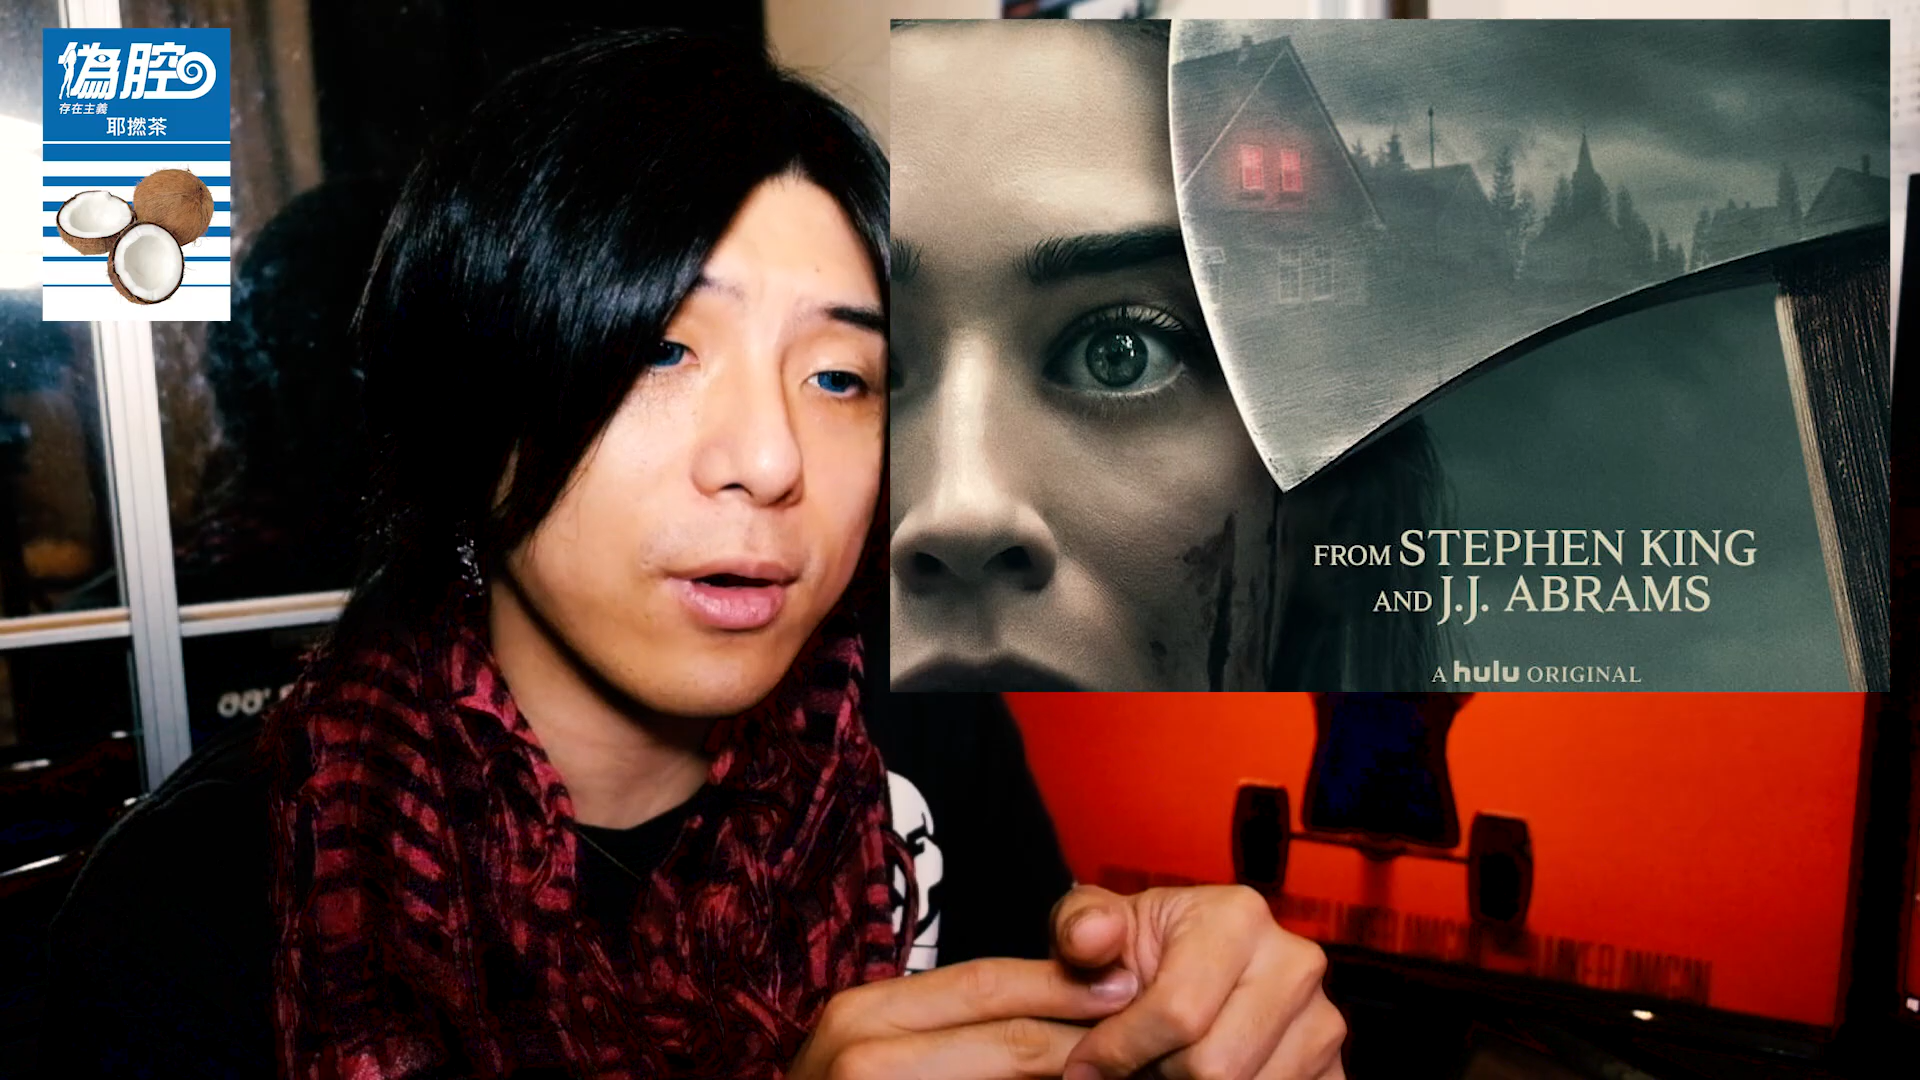 偽腔
存在主義
耶撚茶
FROM STEPHEN KING
AND J.J. ABRAMS
A hulu ORIGINAL